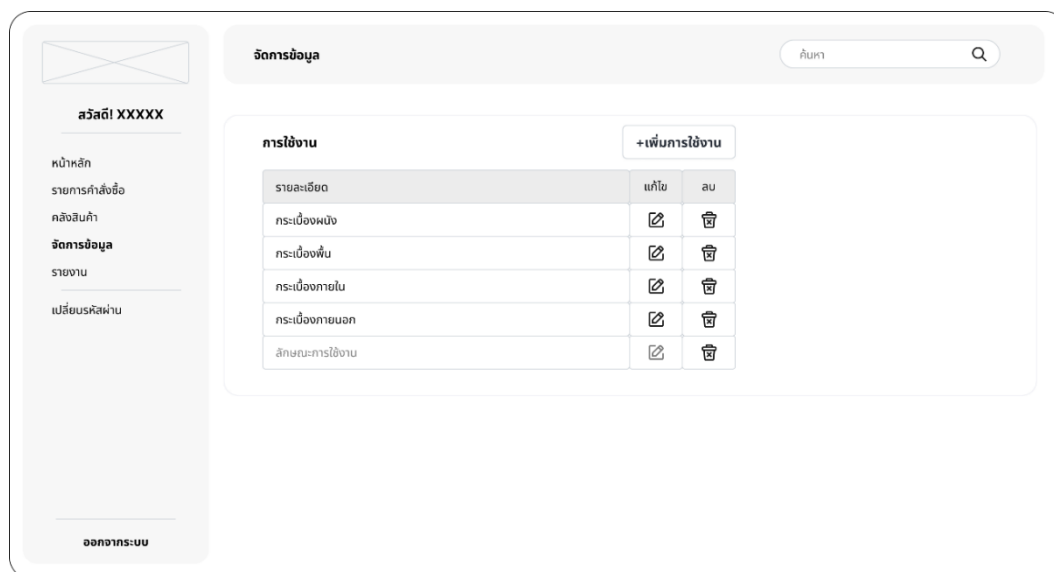 สวัสดี! XXXXX
หน้าหลัก
รายการคำสั่งซื้อ
คลังสินค้า
จัดการข้อมูล
รายงาน
เปลี่ยนรหัสผ่าน
ออกจากระบบ
จัดการข้อมูล
ค้นหา
การใช้งาน
+เพิ่มการใช้งาน
รายละเอียด แก้ไข ลบ
กระเบื้องผนัง
กระเบื้องพื้น
กระเบื้องภายใน
กระเบื้องภายนอก
ลักษณะการใช้งาน